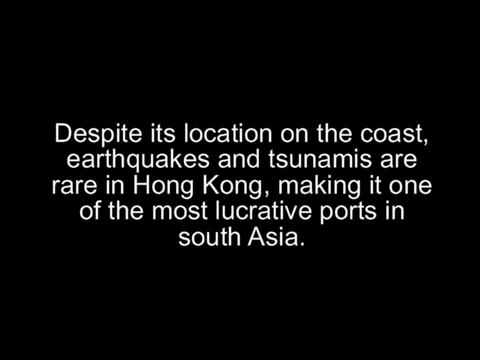 Despite its location on the coast,
earthquakes and tsunamis are
rare in Hong Kong, making it one
of the most lucrative ports in
south Asia.